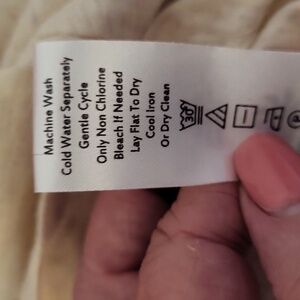 Machine Wash
Cold Water Separately
Gentle Cycle
Only Non Chlorine
Bleach If Needed
Lay Flat To Dry
Cool Iron
Or Dry Clean
30°